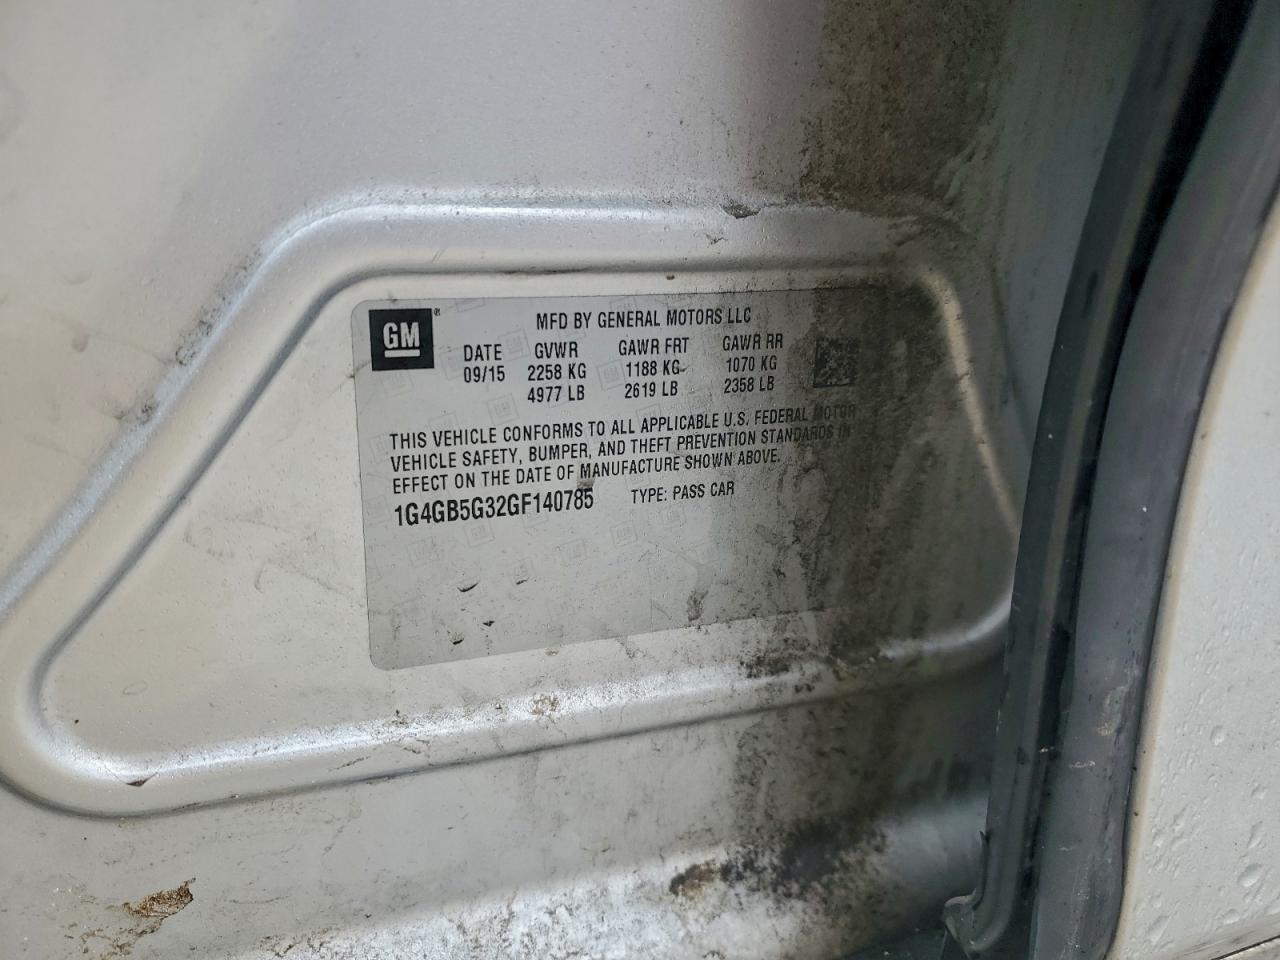 GM ®
MFD BY GENERAL MOTORS LLC
DATE GVWR GAWR FRT GAWR RR
09/15 2258 KG 1188 KG 1070 KG
4977 LB 2619 LB 2358 LB
THIS VEHICLE CONFORMS TO ALL APPLICABLE U.S. FEDERAL MOTOR
VEHICLE SAFETY, BUMPER, AND THEFT PREVENTION STANDARDS IN
EFFECT ON THE DATE OF MANUFACTURE SHOWN ABOVE.
1G4GB5G32GF140785 TYPE: PASS CAR